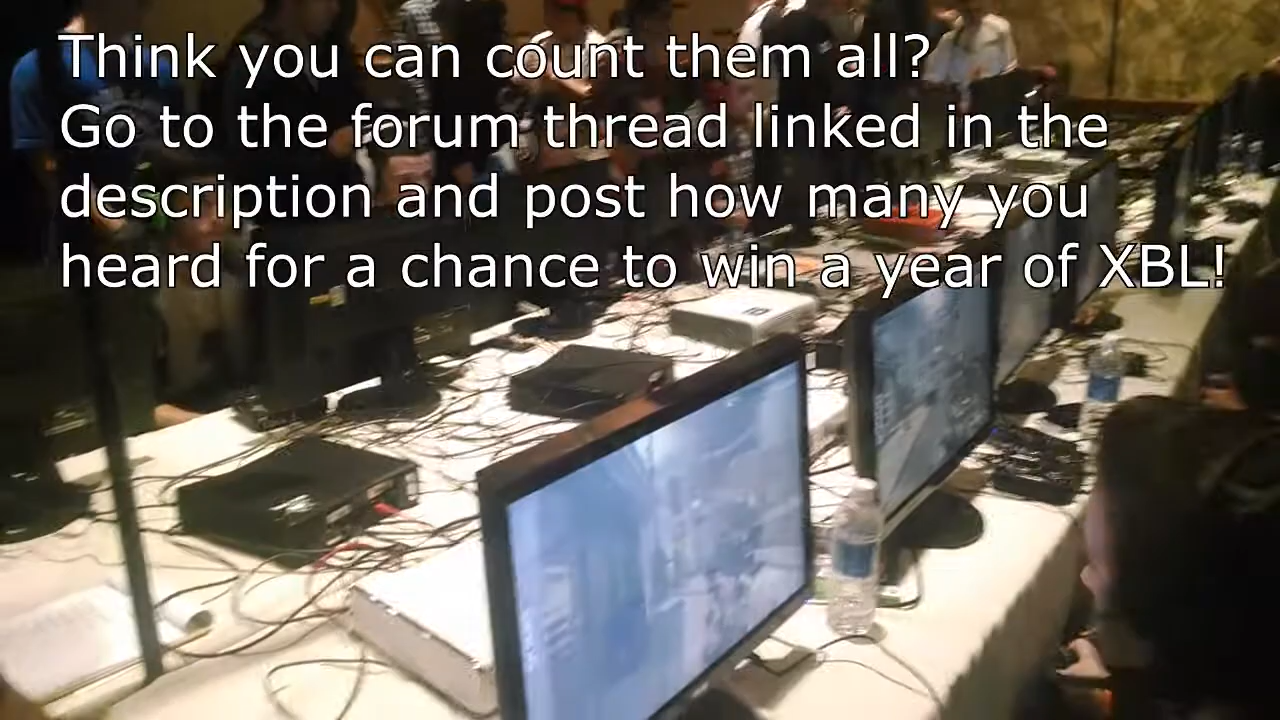 Think you can count them all?
Go to the forum thread linked in the
description and post how many you
heard for a chance to win a year of XBL!